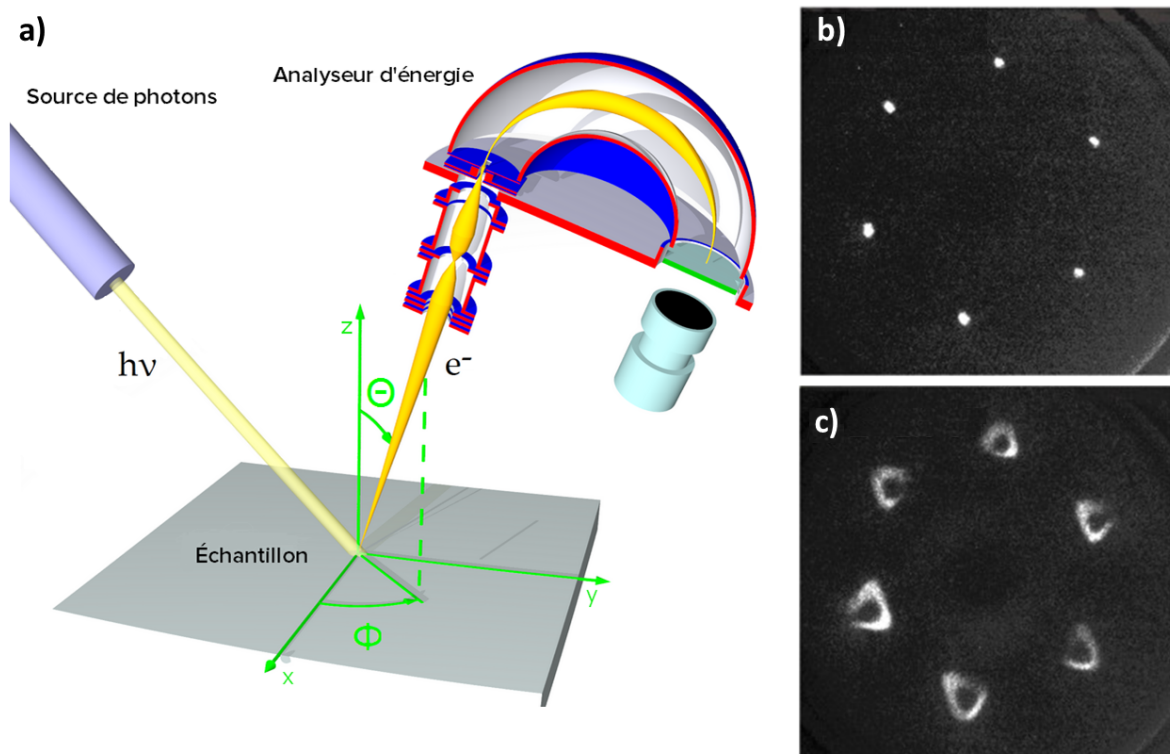 a)
Source de photons
Analyseur d'énergie
hν
z
Θ
e-
Échantillon
y
Φ
x
b)
c)